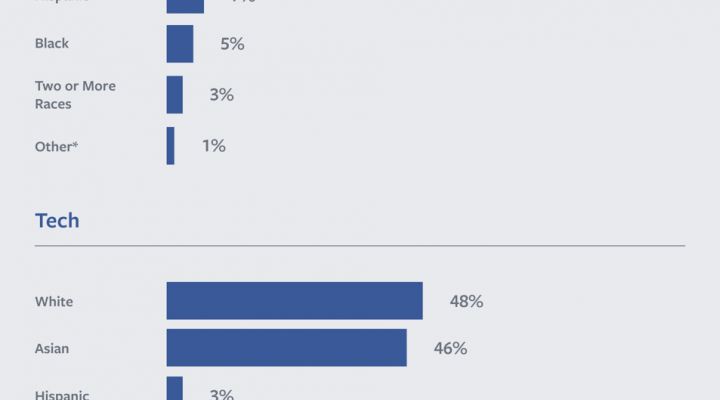 Black 5%
Two or More
Races 3%
Other* 1%
Tech
White 48%
Asian 46%
Hispanic 3%